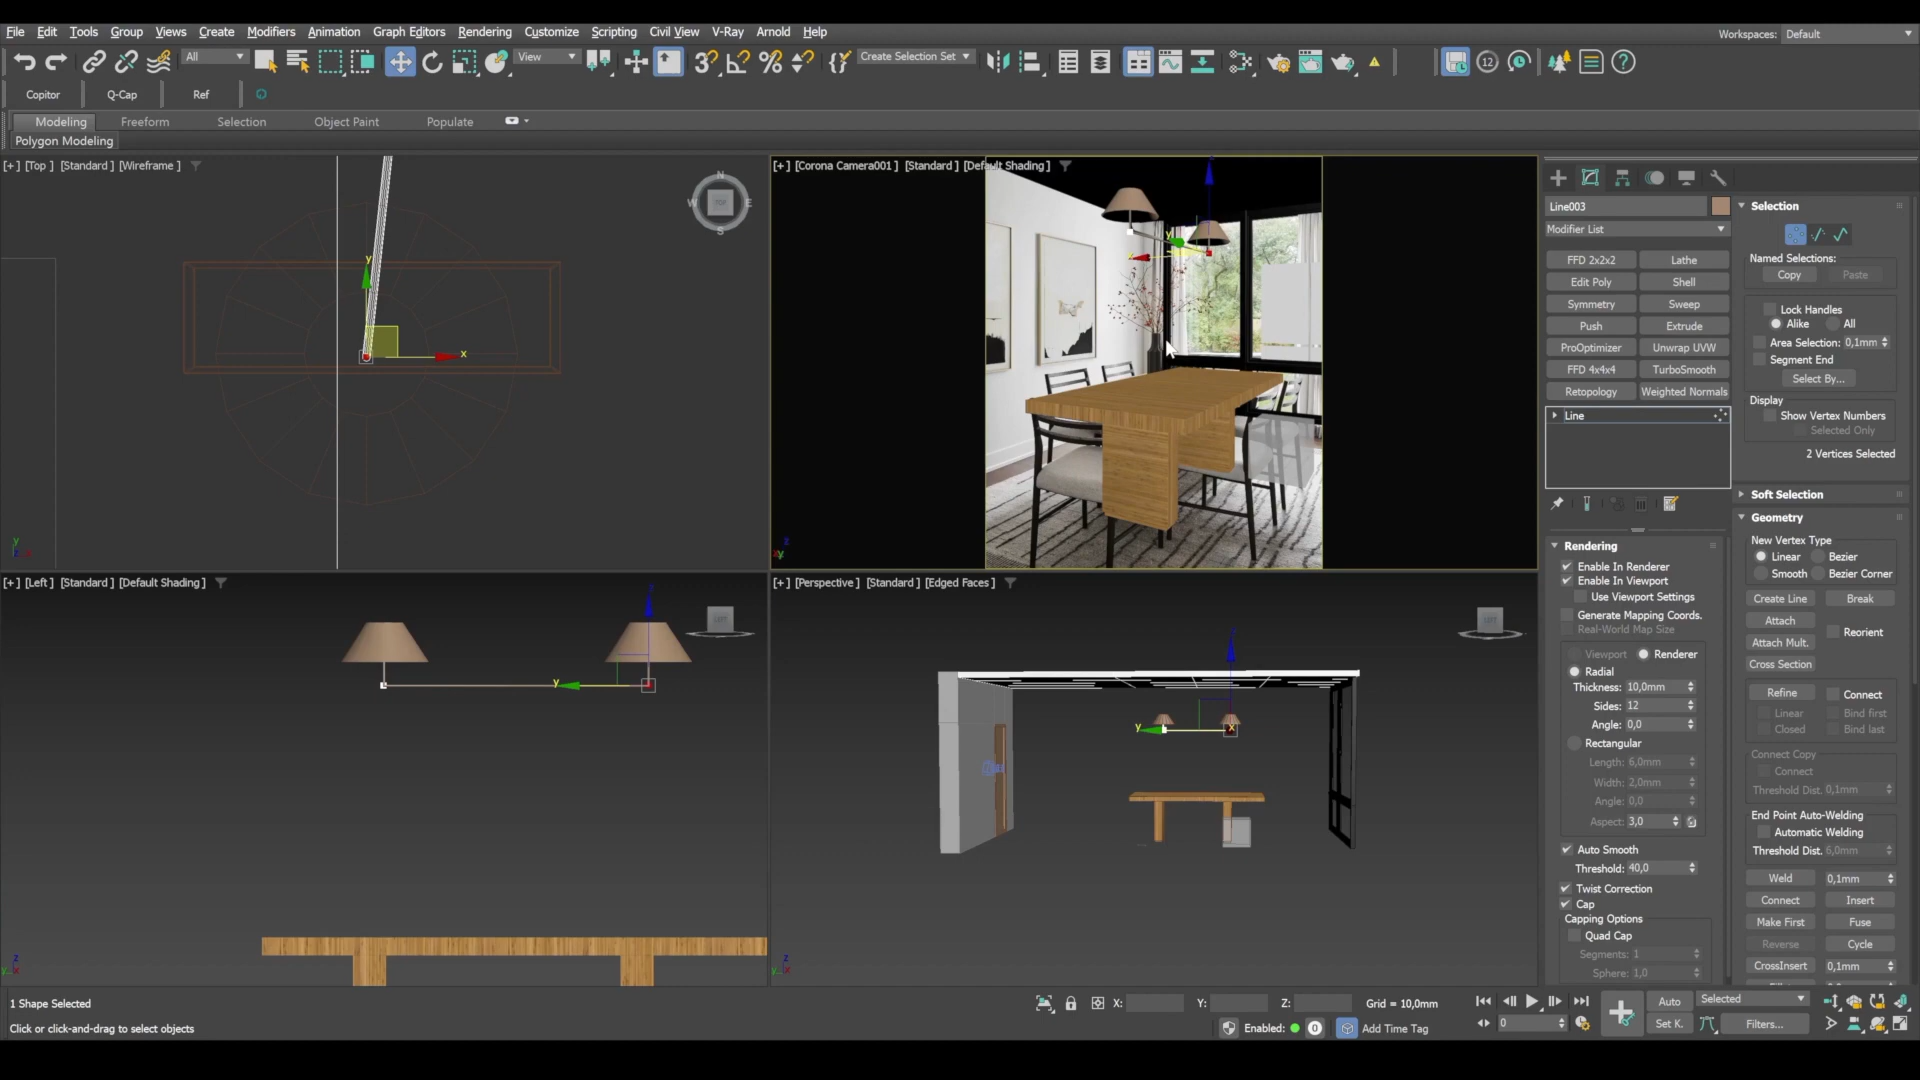 File Edit Tools Group Views Create Modifiers Animation Graph Editors Rendering Customize Scripting Civil View V-Ray Arnold Help
Workspaces: Default
All
View
Create Selection Set
Copitor Q-Cap Ref
Modeling Freeform Selection Object Paint Populate
Polygon Modeling
[+] [Top ] [Standard ] [Wireframe ]
[+] [Corona Camera001 ] [Standard ] [Default Shading ]
[+] [Left ] [Standard ] [Default Shading ]
[+] [Perspective ] [Standard ] [Edged Faces ]
Line003
Modifier List
FFD 2x2x2 Lathe
Edit Poly Shell
Symmetry Sweep
Push Extrude
ProOptimizer Unwrap UVW
FFD 4x4x4 TurboSmooth
Retopology Weighted Normals
Line
Rendering
Enable In Renderer
Enable In Viewport
Use Viewport Settings
Generate Mapping Coords.
Real-World Map Size
Viewport Renderer
Radial
Thickness: 10,0mm
Sides: 12
Angle: 0,0
Rectangular
Length: 6,0mm
Width: 2,0mm
Angle: 0,0
Aspect: 3,0
Auto Smooth
Threshold: 40,0
Twist Correction
Cap
Capping Options
Quad Cap
Segments: 1
Sphere: 1,0
Selection
Named Selections:
Copy Paste
Lock Handles
Alike All
Area Selection: 0,1mm
Segment End
Select By...
Display
Show Vertex Numbers
Selected Only
2 Vertices Selected
Soft Selection
Geometry
New Vertex Type
Linear Bezier
Smooth Bezier Corner
Create Line Break
Attach
Reorient
Attach Mult.
Cross Section
Refine Connect
Linear Bind first
Closed Bind last
Connect Copy
Connect
Threshold Dist. 0,1mm
End Point Auto-Welding
Automatic Welding
Threshold Dist. 6,0mm
Weld 0,1mm
Connect Insert
Make First Fuse
Reverse Cycle
CrossInsert 0,1mm
1 Shape Selected
Click or click-and-drag to select objects
X: Y: Z: Grid = 10,0mm
Enabled: 0 Add Time Tag
0
Auto Selected
Set K. Filters...